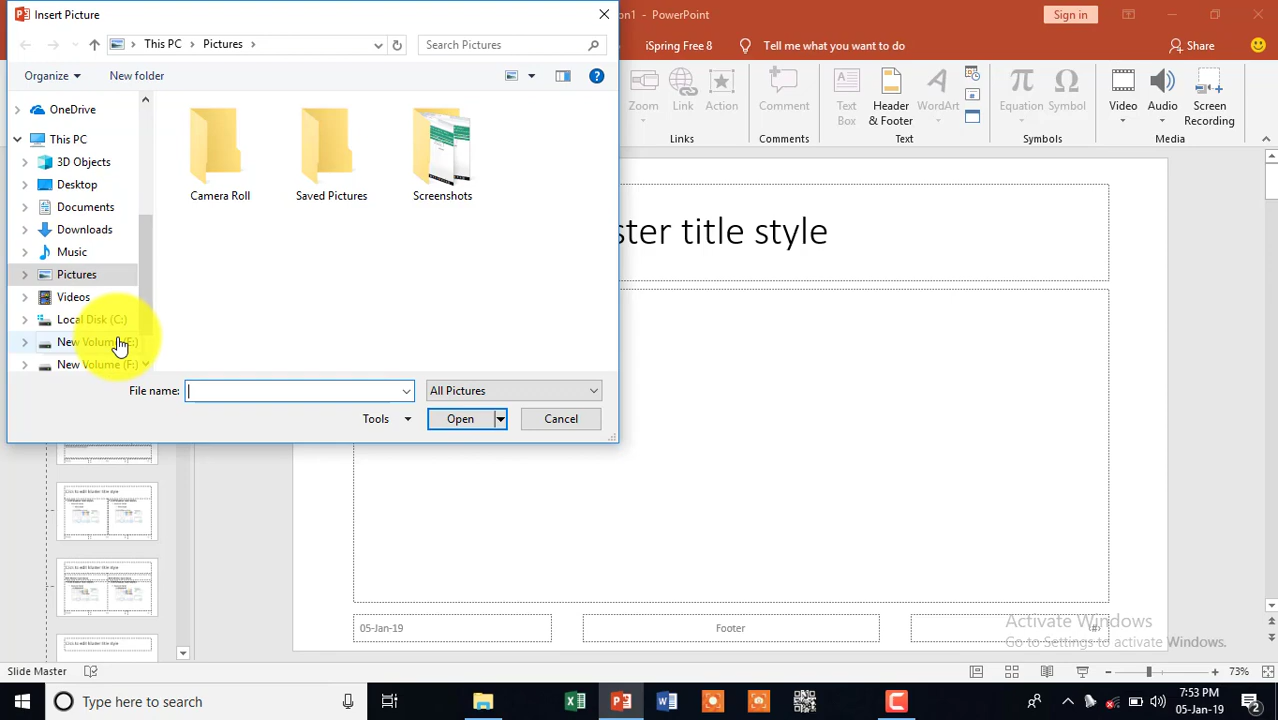 Insert Picture
on1 - PowerPoint
Sign in
This PC
Pictures
Search Pictures
iSpring Free 8
Tell me what you want to do
Share
Organize
New folder
OneDrive
This PC
3D Objects
Desktop
Documents
Downloads
Music
Pictures
Videos
Local Disk (C:)
New Volume (E:)
New Volume (F:)
Camera Roll
Saved Pictures
Screenshots
File name:
All Pictures
Tools
Open
Cancel
Zoom
Link
Action
Comment
Text
Box
Header
& Footer
WordArt
Equation
Symbol
Video
Audio
Screen
Recording
Links
Comments
Text
Symbols
Media
ster title style
05-Jan-19
Footer
‹#›
Activate Windows
Go to Settings to activate Windows.
Slide Master
73%
Type here to search
7:53 PM
05-Jan-19
2